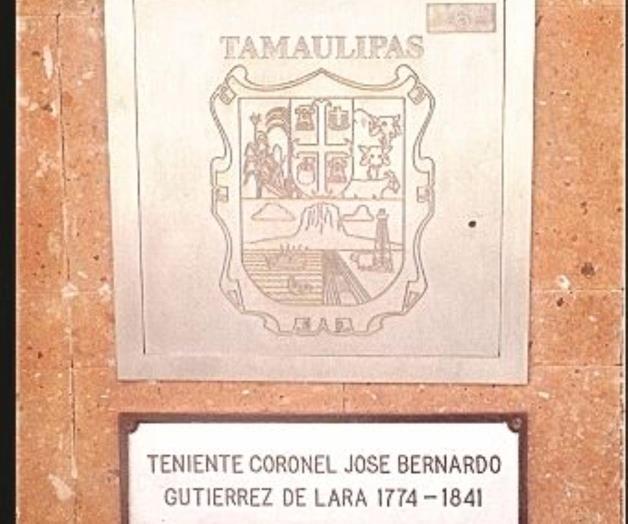 TAMAULIPAS
TENIENTE CORONEL JOSE BERNARDO
GUTIERREZ DE LARA 1774-1841